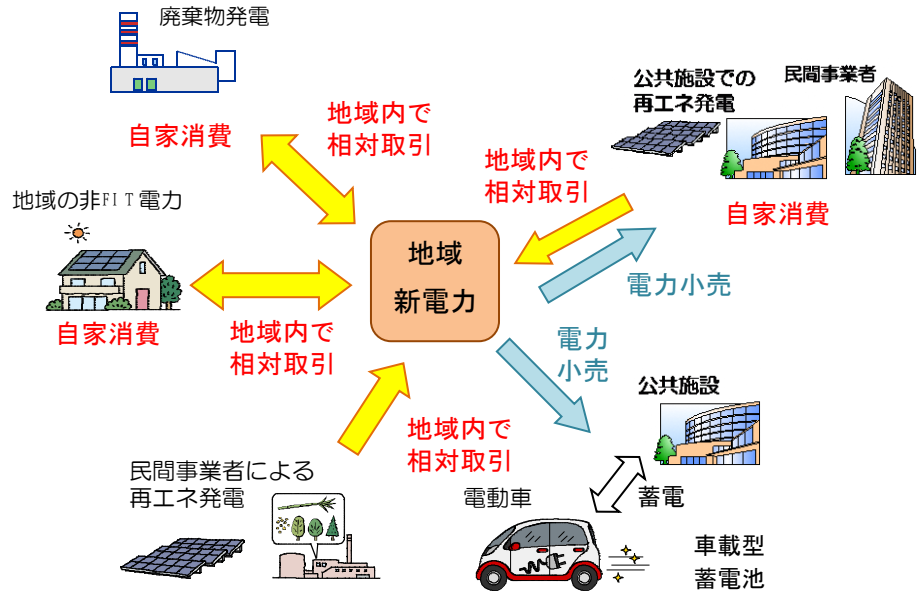 廃棄物発電
自家消費
地域内で
相対取引
公共施設での
再エネ発電
民間事業者
地域内で
相対取引
自家消費
地域の非FIT電力
自家消費
地域内で
相対取引
地域
新電力
電力小売
電力
小売
公共施設
地域内で
相対取引
民間事業者による
再エネ発電
電動車
蓄電
車載型
蓄電池